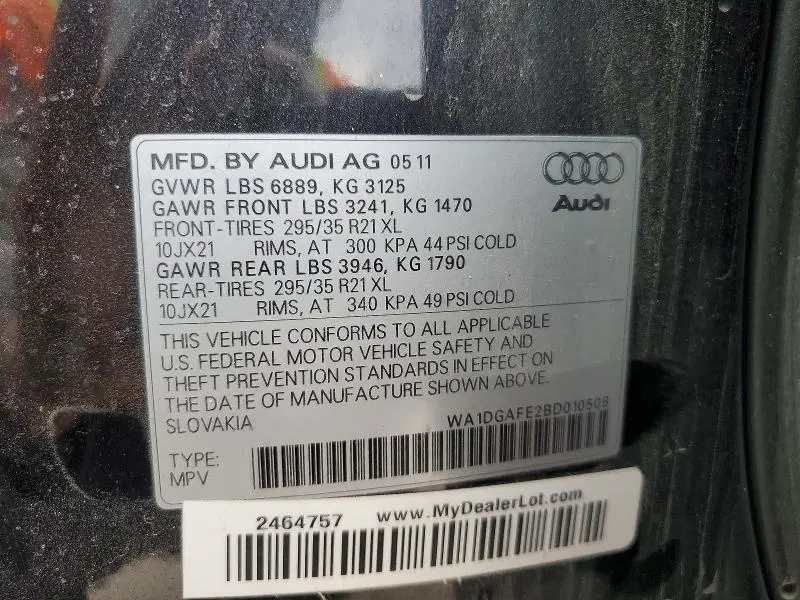 MFD. BY AUDI AG 05 11
GVWR LBS 6889, KG 3125
GAWR FRONT LBS 3241, KG 1470
FRONT-TIRES 295/35 R21 XL
10JX21 RIMS, AT 300 KPA 44 PSI COLD
GAWR REAR LBS 3946, KG 1790
REAR-TIRES 295/35 R21 XL
10JX21 RIMS, AT 340 KPA 49 PSI COLD
Audi
THIS VEHICLE CONFORMS TO ALL APPLICABLE
U.S. FEDERAL MOTOR VEHICLE SAFETY AND
THEFT PREVENTION STANDARDS IN EFFECT ON
THE DATE OF MANUFACTURE SHOWN ABOVE.
SLOVAKIA
WA1DGAFE2BD010508
TYPE:
MPV
2464757 www.MyDealerLot.com